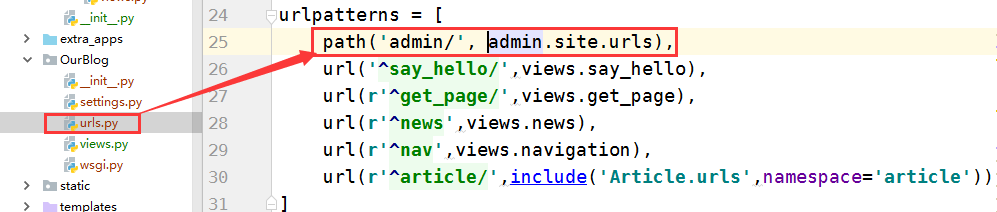 views.py
__init__.py
extra_apps
OurBlog
__init__.py
settings.py
urls.py
views.py
wsgi.py
static
templates
24 urlpatterns = [
25 path('admin/', admin.site.urls),
26 url('^say_hello/',views.say_hello),
27 url(r'^get_page/',views.get_page),
28 url(r'^news',views.news),
29 url(r'^nav',views.navigation),
30 url(r'^article/',include('Article.urls',namespace='article'))
31 ]